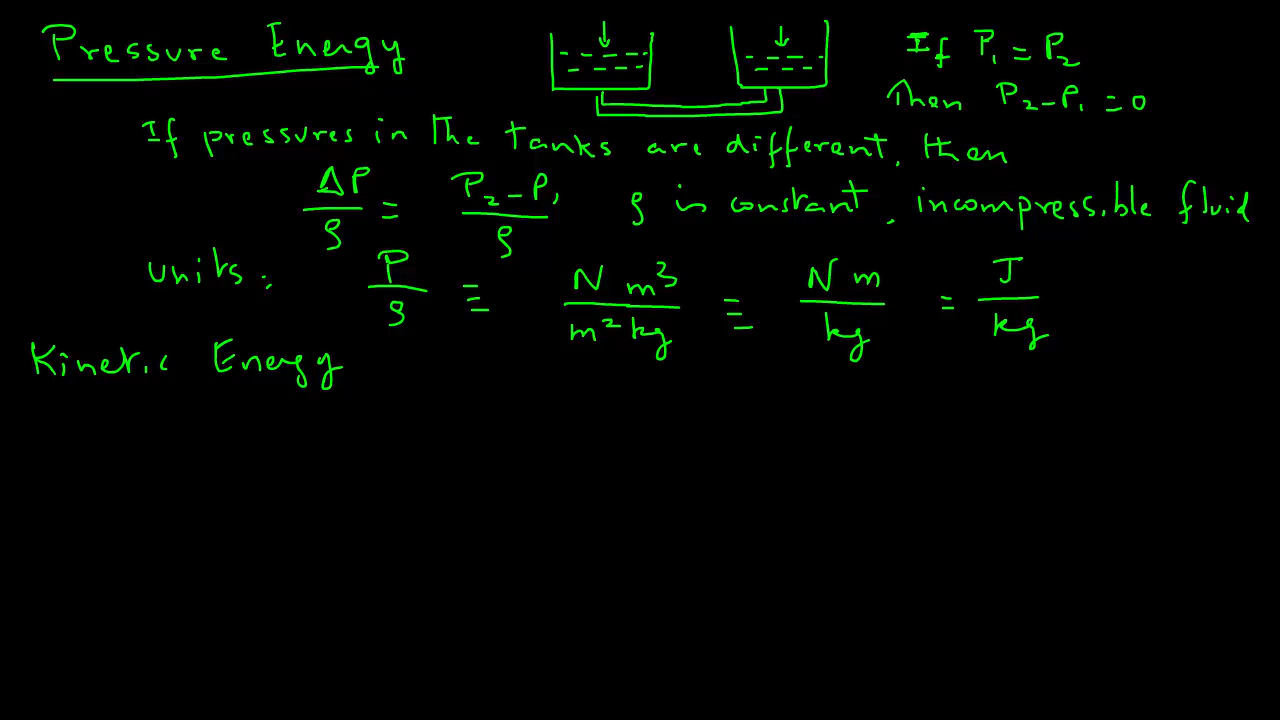 Pressure Energy
If P₁ = P₂
Then P₂ - P₁ = 0
If pressures in the tanks are different, then
ΔP/ρ = P₂ - P₁/ρ ρ is constant, incompressible fluid
units: P/ρ ≡ N m³/m² kg ≡ N m/kg = J/kg
Kinetic Energy